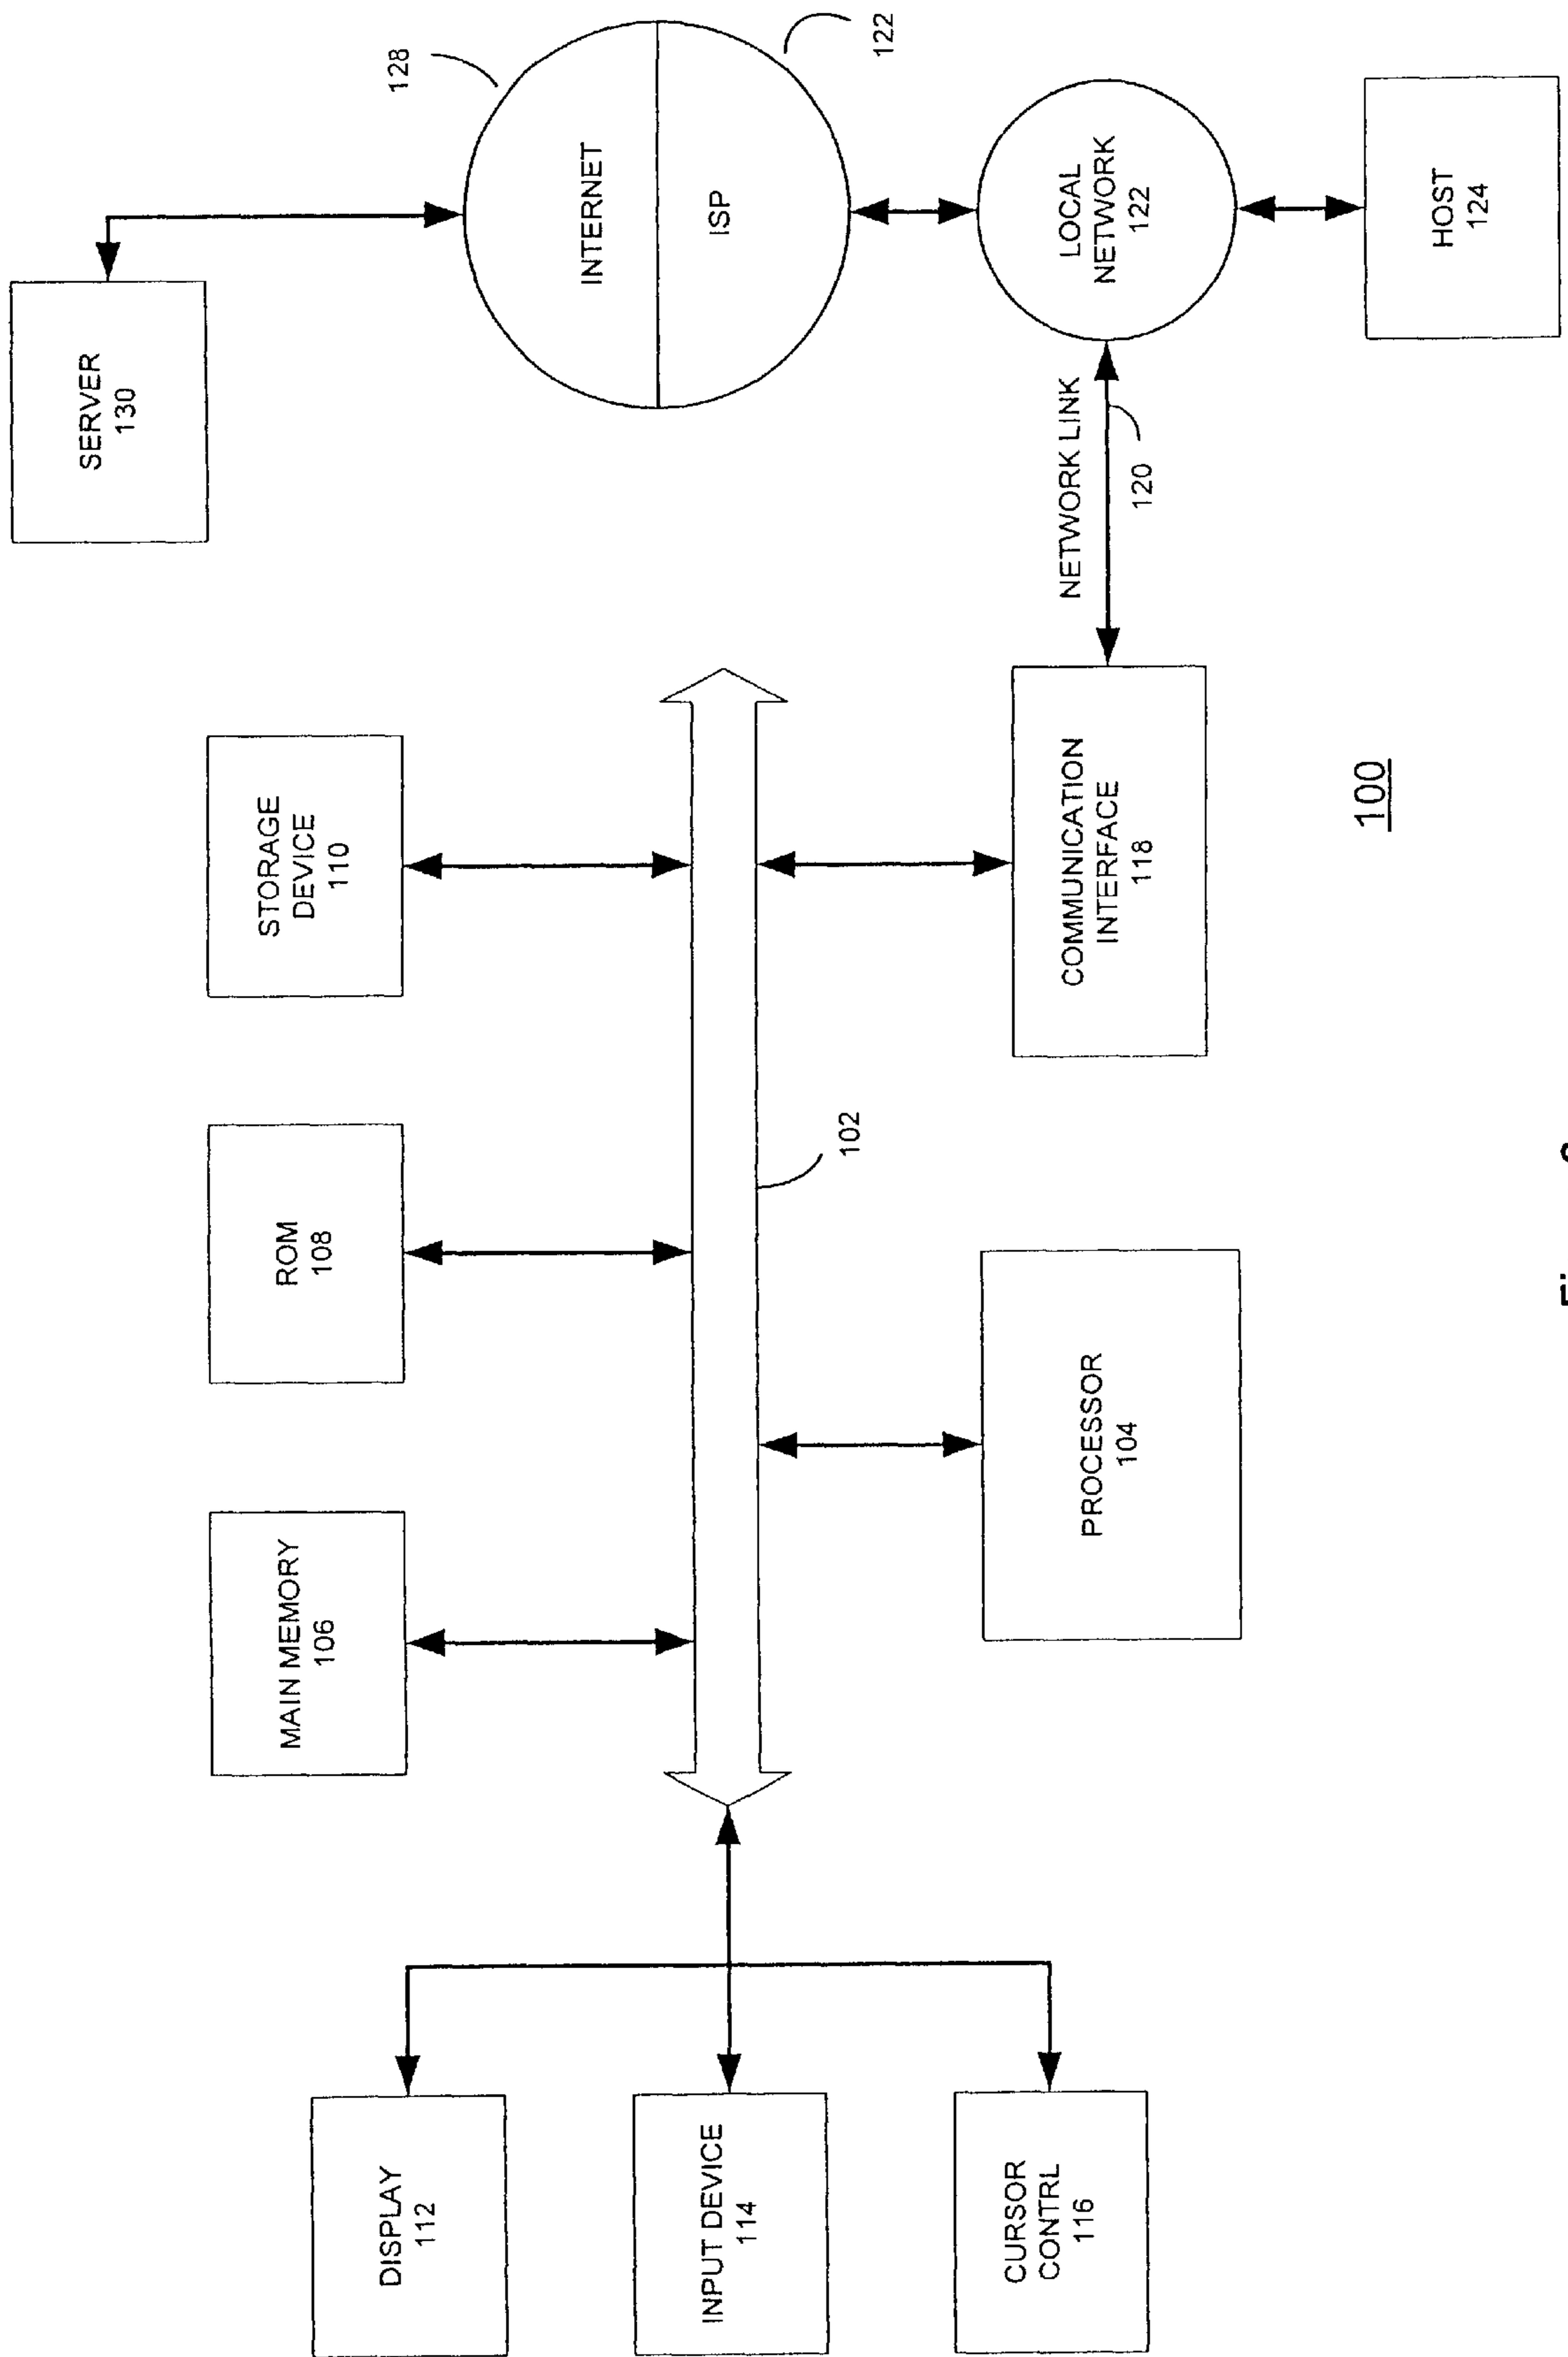 DISPLAY
112
INPUT DEVICE
114
CURSOR
CONTRL
116
MAIN MEMORY
106
ROM
108
STORAGE
DEVICE
110
102
PROCESSOR
104
COMMUNICATION
INTERFACE
118
NETWORK LINK
120
SERVER
130
128
INTERNET
ISP
122
LOCAL
NETWORK
122
HOST
124
100